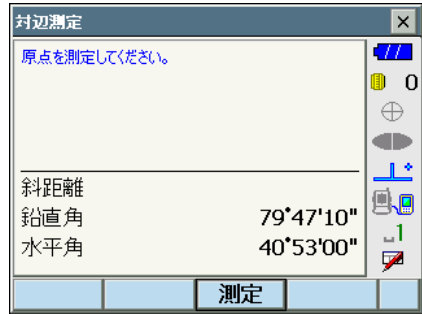 対辺測定
原点を測定してください。
0
斜距離
鉛直角 79°47'10"
水平角 40°53'00"
1
測定